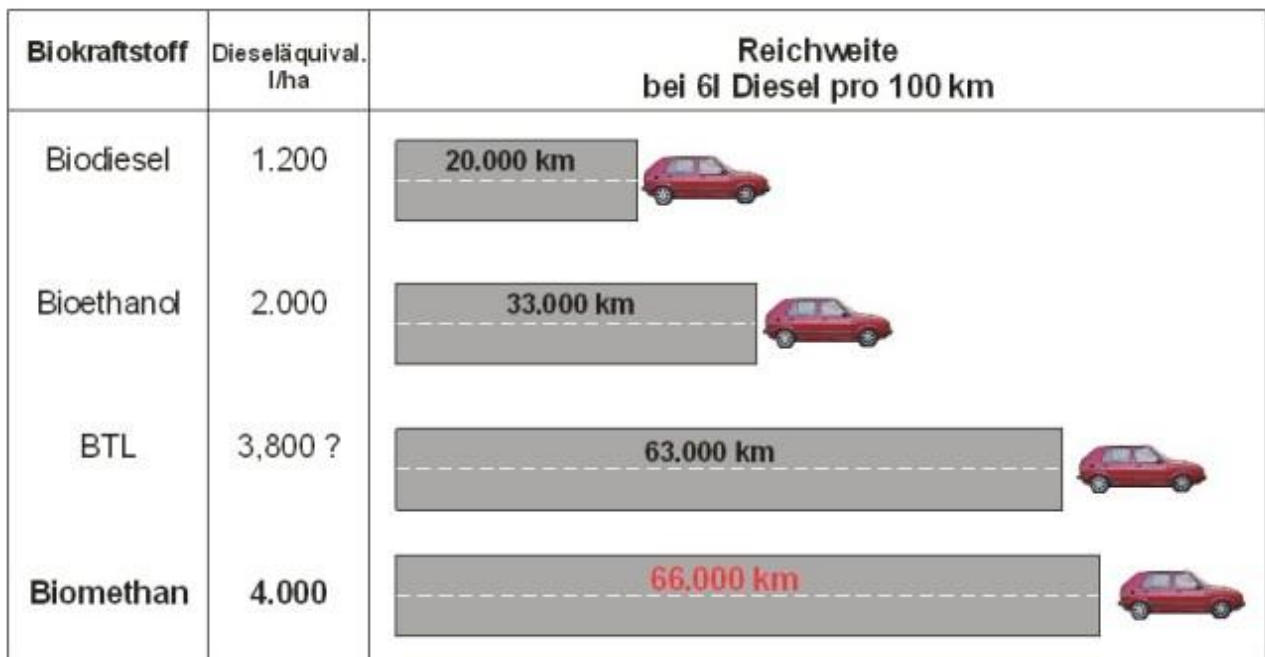 Biokraftstoff
Dieseläquival.
l/ha
Reichweite
bei 6l Diesel pro 100 km
Biodiesel 1.200 20.000 km
Bioethanol 2.000 33.000 km
BTL 3,800 ? 63.000 km
Biomethan 4.000 66.000 km